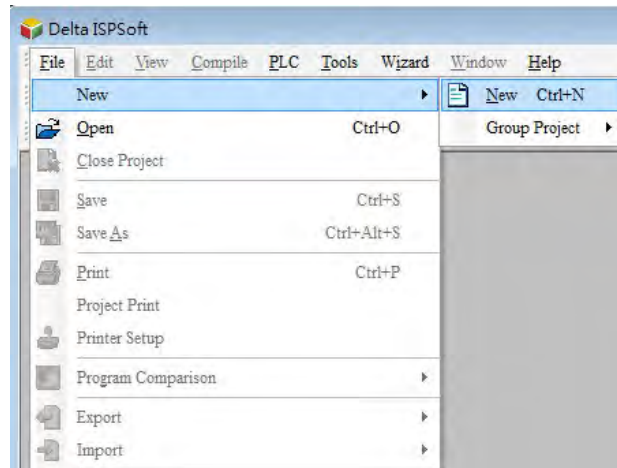 Delta ISPSoft
File Edit View Compile PLC Tools Wizard Window Help
New
New Ctrl+N
Open Ctrl+O
Group Project
Close Project
Save Ctrl+S
Save As Ctrl+Alt+S
Print Ctrl+P
Project Print
Printer Setup
Program Comparison
Export
Import